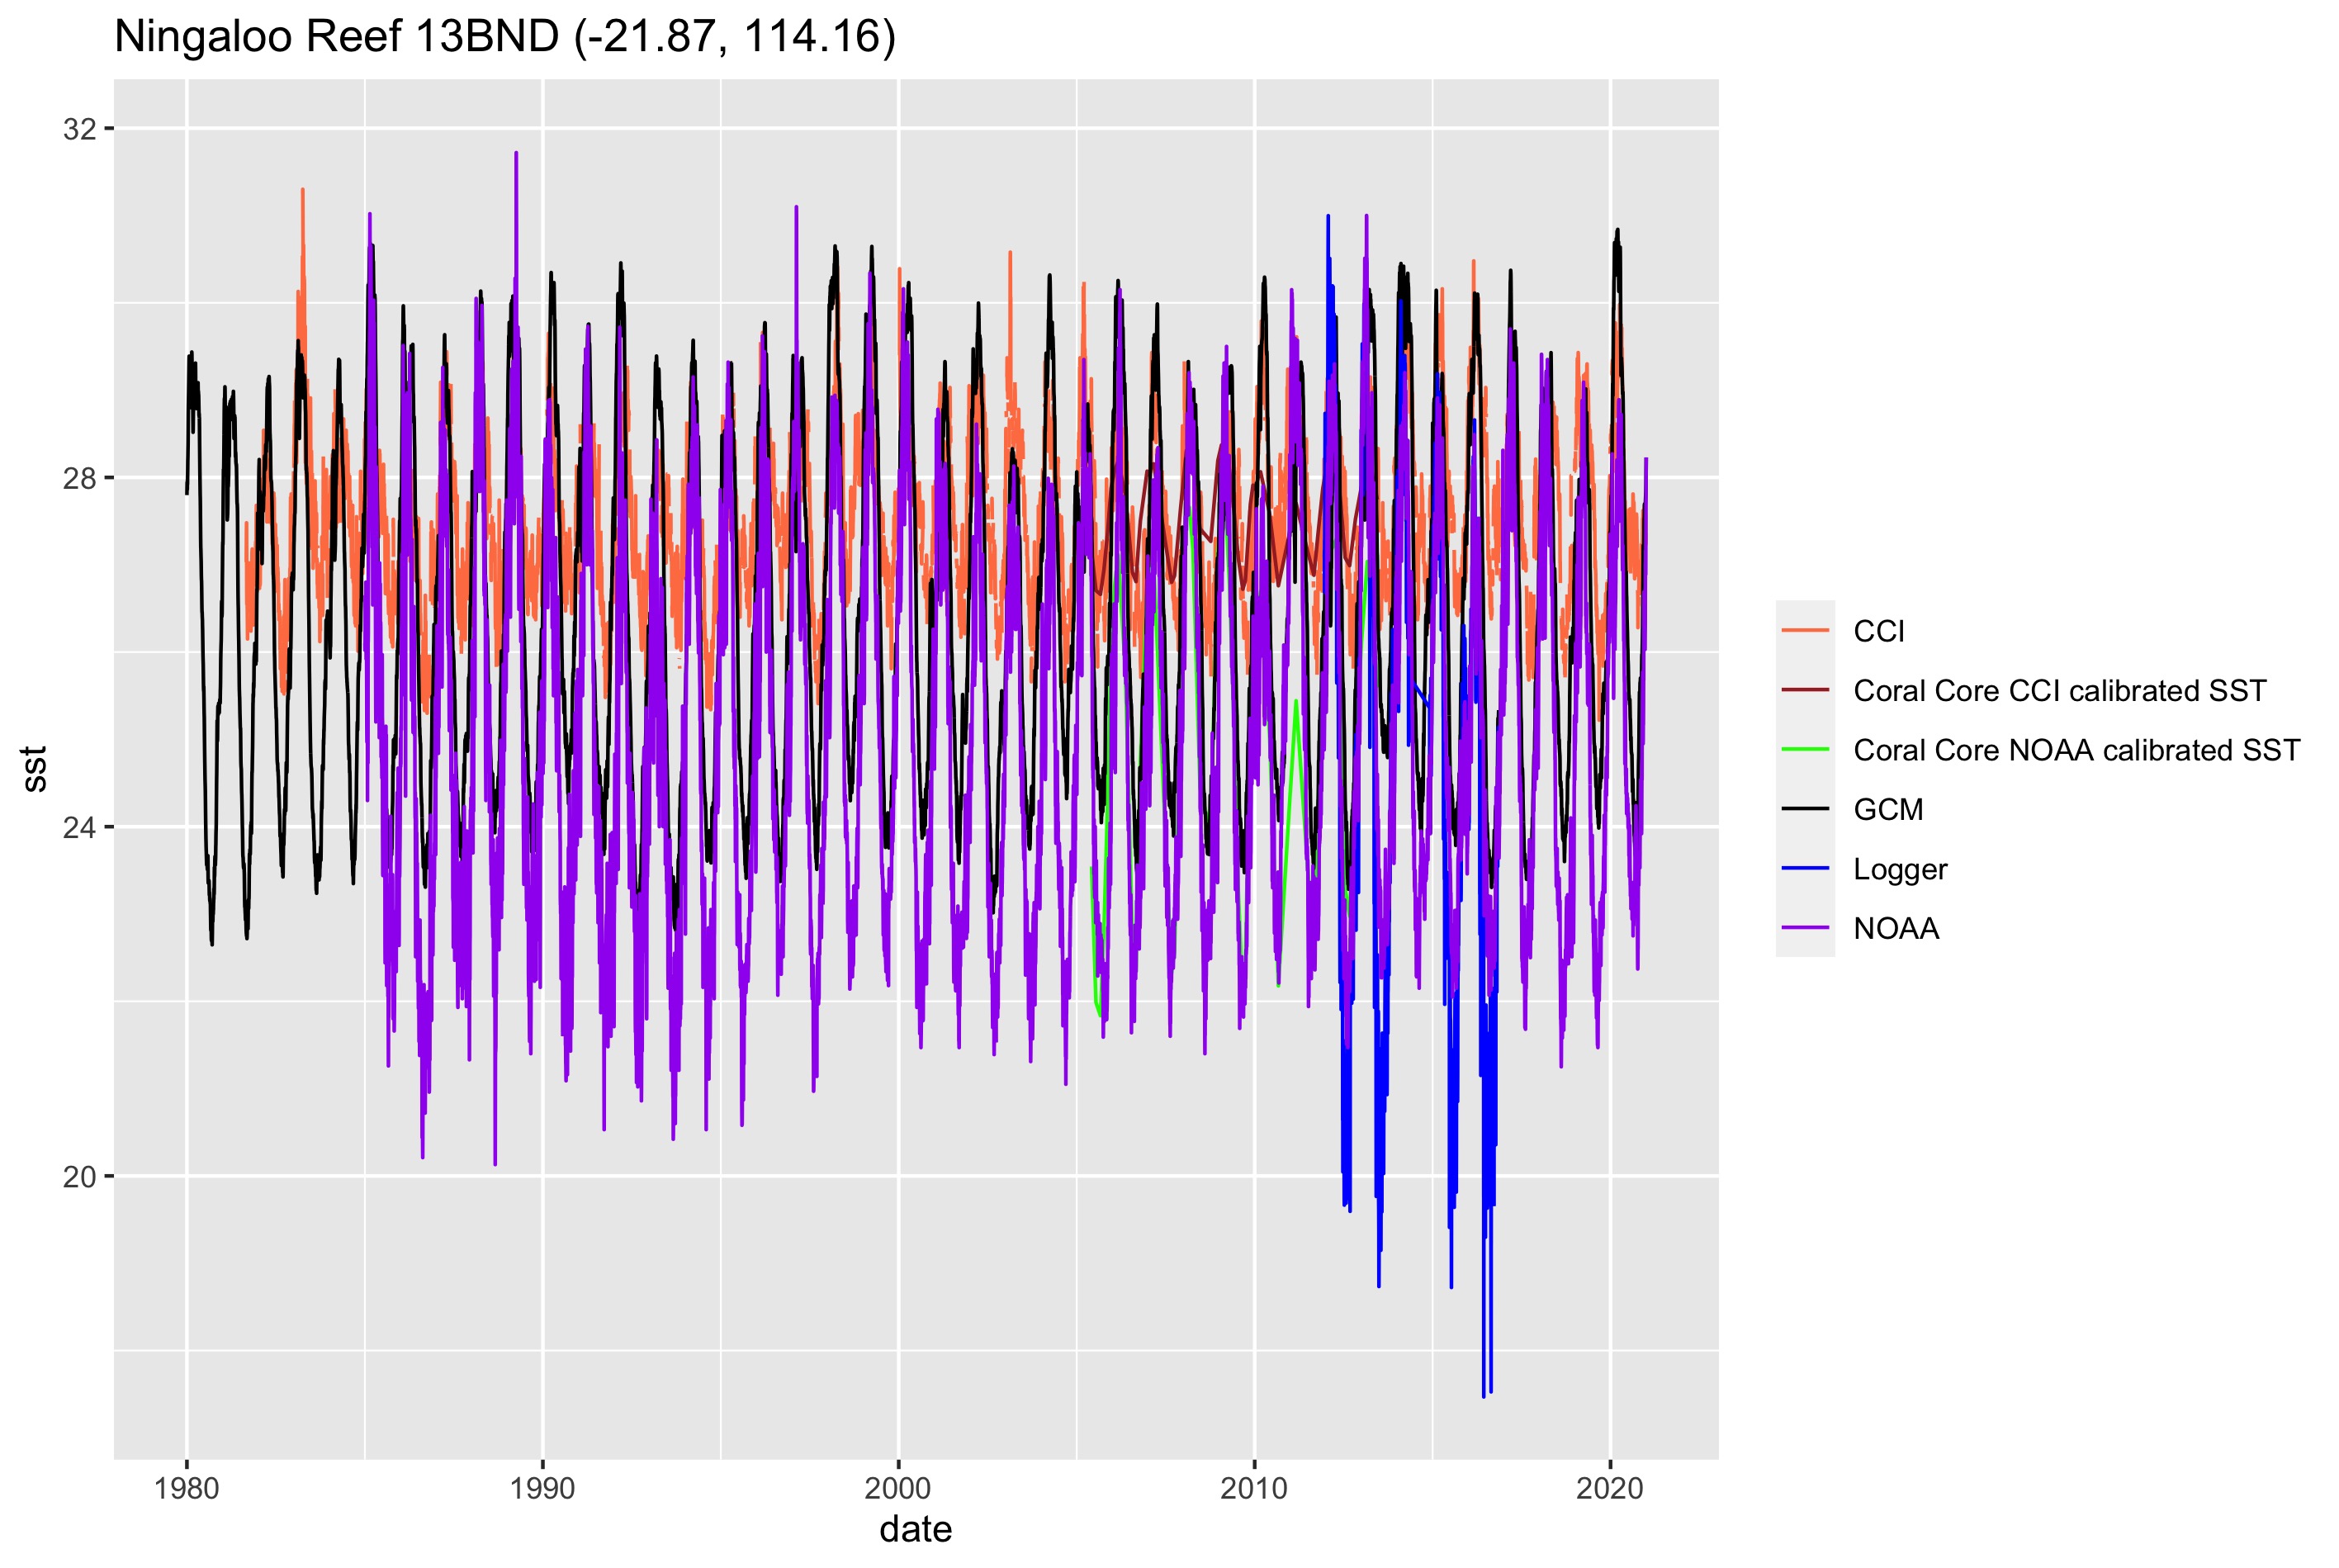 Ningaloo Reef 13BND (-21.87, 114.16)
32
28
24
20
sst
1980
1990
2000
2010
2020
date
CCI
Coral Core CCI calibrated SST
Coral Core NOAA calibrated SST
GCM
Logger
NOAA